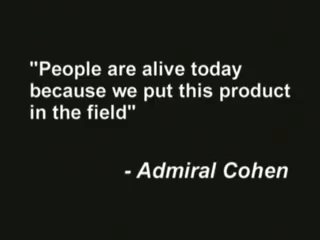 "People are alive today
because we put this product
in the field"
- Admiral Cohen